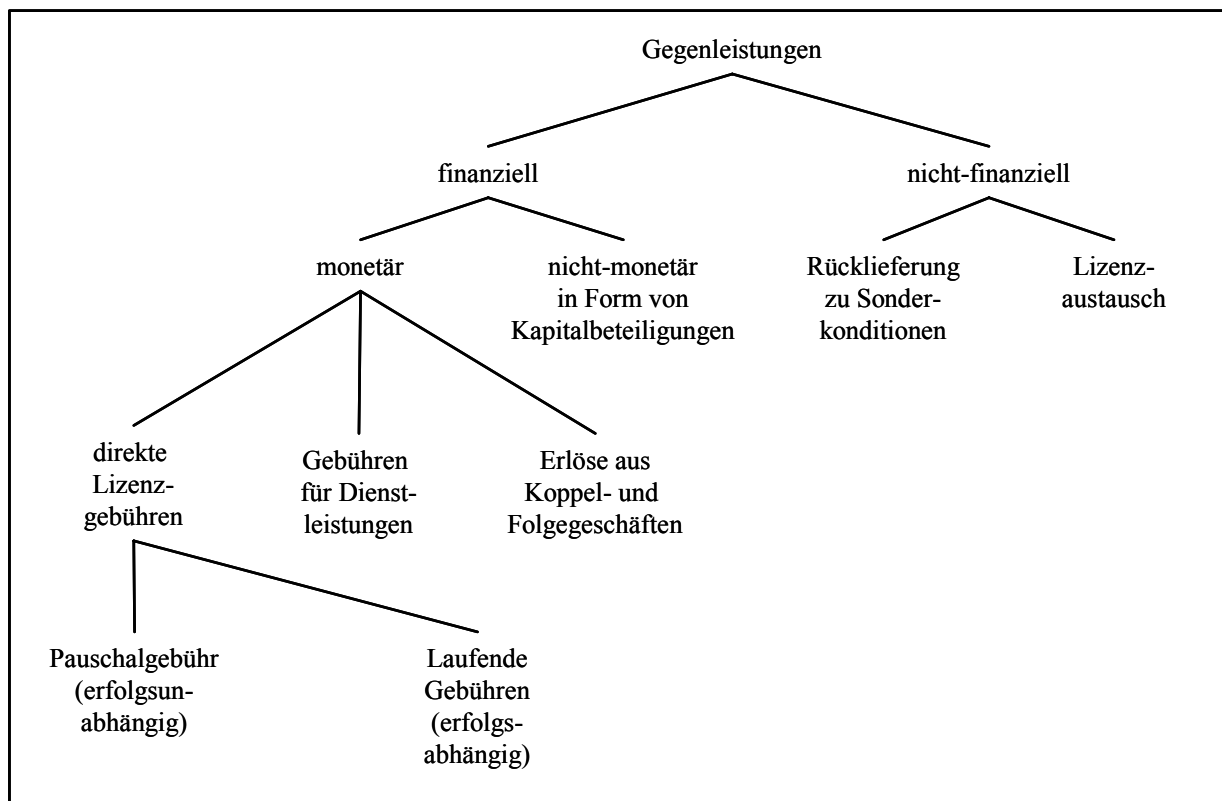 Gegenleistungen
finanziell
nicht-finanziell
monetär
nicht-monetär
in Form von
Kapitalbeteiligungen
Rücklieferung
zu Sonder-
konditionen
Lizenz-
austausch
direkte
Lizenz-
gebühren
Gebühren
für Dienst-
leistungen
Erlöse aus
Koppel- und
Folgegeschäften
Pauschalgebühr
(erfolgsun-
abhängig)
Laufende
Gebühren
(erfolgs-
abhängig)